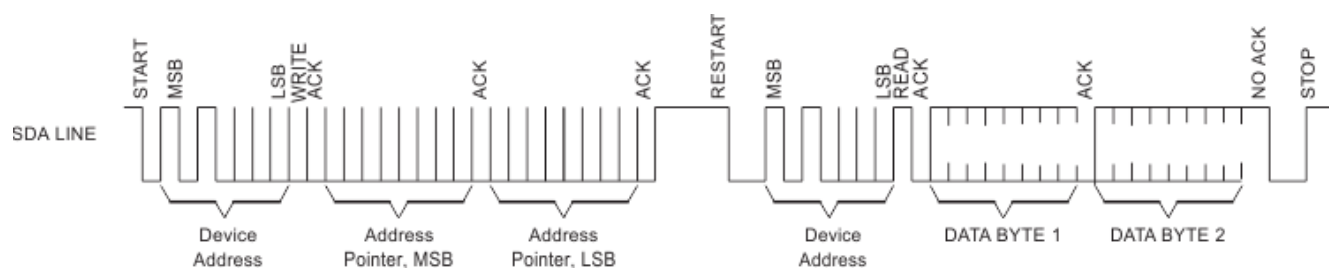 START
MSB
LSB
WRITE
ACK
ACK
ACK
RESTART
MSB
LSB
READ
ACK
ACK
NO ACK
STOP
SDA LINE
Device
Address
Address
Pointer, MSB
Address
Pointer, LSB
Device
Address
DATA BYTE 1
DATA BYTE 2